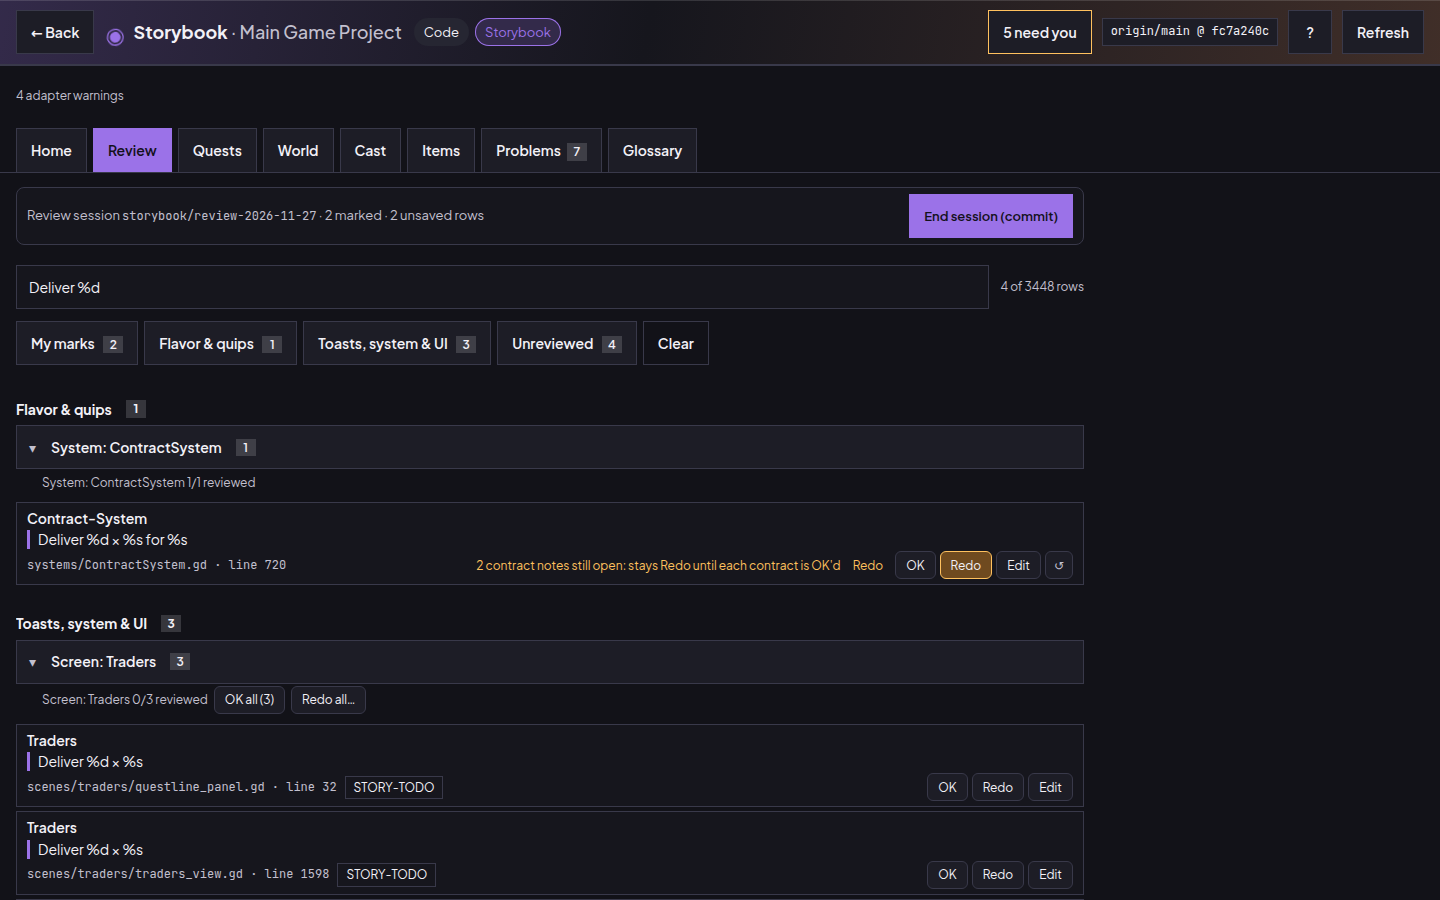 ← Back
Storybook · Main Game Project
Code
Storybook
5 need you
origin/main @ fc7a240c
?
Refresh
4 adapter warnings
Home
Review
Quests
World
Cast
Items
Problems 7
Glossary
Review session storybook/review-2026-11-27 · 2 marked · 2 unsaved rows
End session (commit)
Deliver %d
4 of 3448 rows
My marks 2
Flavor & quips 1
Toasts, system & UI 3
Unreviewed 4
Clear
Flavor & quips 1
▼ System: ContractSystem 1
System: ContractSystem 1/1 reviewed
Contract-System
Deliver %d × %s for %s
systems/ContractSystem.gd · line 720
2 contract notes still open: stays Redo until each contract is OK'd
Redo
OK
Redo
Edit
↺
Toasts, system & UI 3
▼ Screen: Traders 3
Screen: Traders 0/3 reviewed
OK all (3)
Redo all…
Traders
Deliver %d × %s
scenes/traders/questline_panel.gd · line 32
STORY-TODO
OK
Redo
Edit
Traders
Deliver %d × %s
scenes/traders/traders_view.gd · line 1598
STORY-TODO
OK
Redo
Edit